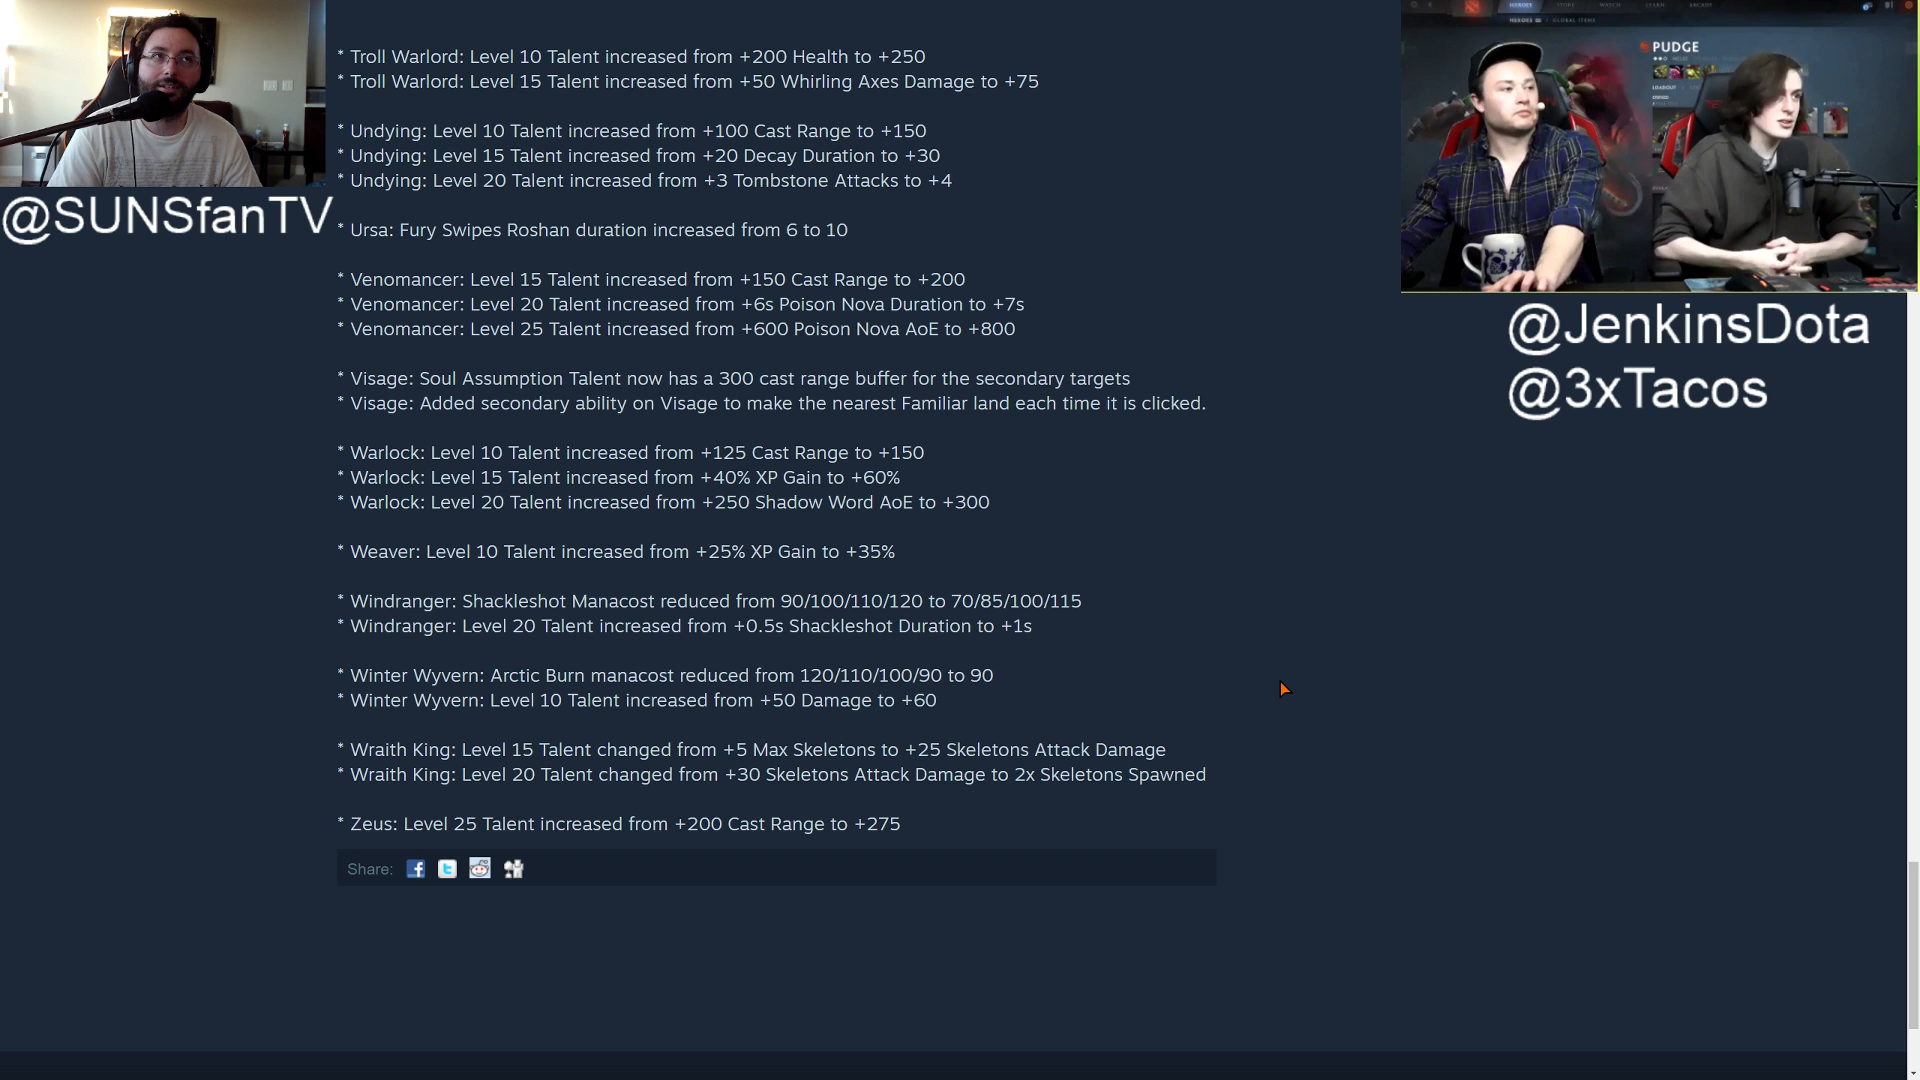 * Troll Warlord: Level 10 Talent increased from +200 Health to +250
* Troll Warlord: Level 15 Talent increased from +50 Whirling Axes Damage to +75
* Undying: Level 10 Talent increased from +100 Cast Range to +150
* Undying: Level 15 Talent increased from +20 Decay Duration to +30
* Undying: Level 20 Talent increased from +3 Tombstone Attacks to +4
* Ursa: Fury Swipes Roshan duration increased from 6 to 10
* Venomancer: Level 15 Talent increased from +150 Cast Range to +200
* Venomancer: Level 20 Talent increased from +6s Poison Nova Duration to +7s
* Venomancer: Level 25 Talent increased from +600 Poison Nova AoE to +800
* Visage: Soul Assumption Talent now has a 300 cast range buffer for the secondary targets
* Visage: Added secondary ability on Visage to make the nearest Familiar land each time it is clicked.
* Warlock: Level 10 Talent increased from +125 Cast Range to +150
* Warlock: Level 15 Talent increased from +40% XP Gain to +60%
* Warlock: Level 20 Talent increased from +250 Shadow Word AoE to +300
* Weaver: Level 10 Talent increased from +25% XP Gain to +35%
* Windranger: Shackleshot Manacost reduced from 90/100/110/120 to 70/85/100/115
* Windranger: Level 20 Talent increased from +0.5s Shackleshot Duration to +1s
* Winter Wyvern: Arctic Burn manacost reduced from 120/110/100/90 to 90
* Winter Wyvern: Level 10 Talent increased from +50 Damage to +60
* Wraith King: Level 15 Talent changed from +5 Max Skeletons to +25 Skeletons Attack Damage
* Wraith King: Level 20 Talent changed from +30 Skeletons Attack Damage to 2x Skeletons Spawned
* Zeus: Level 25 Talent increased from +200 Cast Range to +275
Share:
@SUNSfanTV
HEROES STORE WATCH LEARN ARCADE
HEROES GLOBAL ITEMS
PUDGE
LOADOUT
@JenkinsDota
@3xTacos